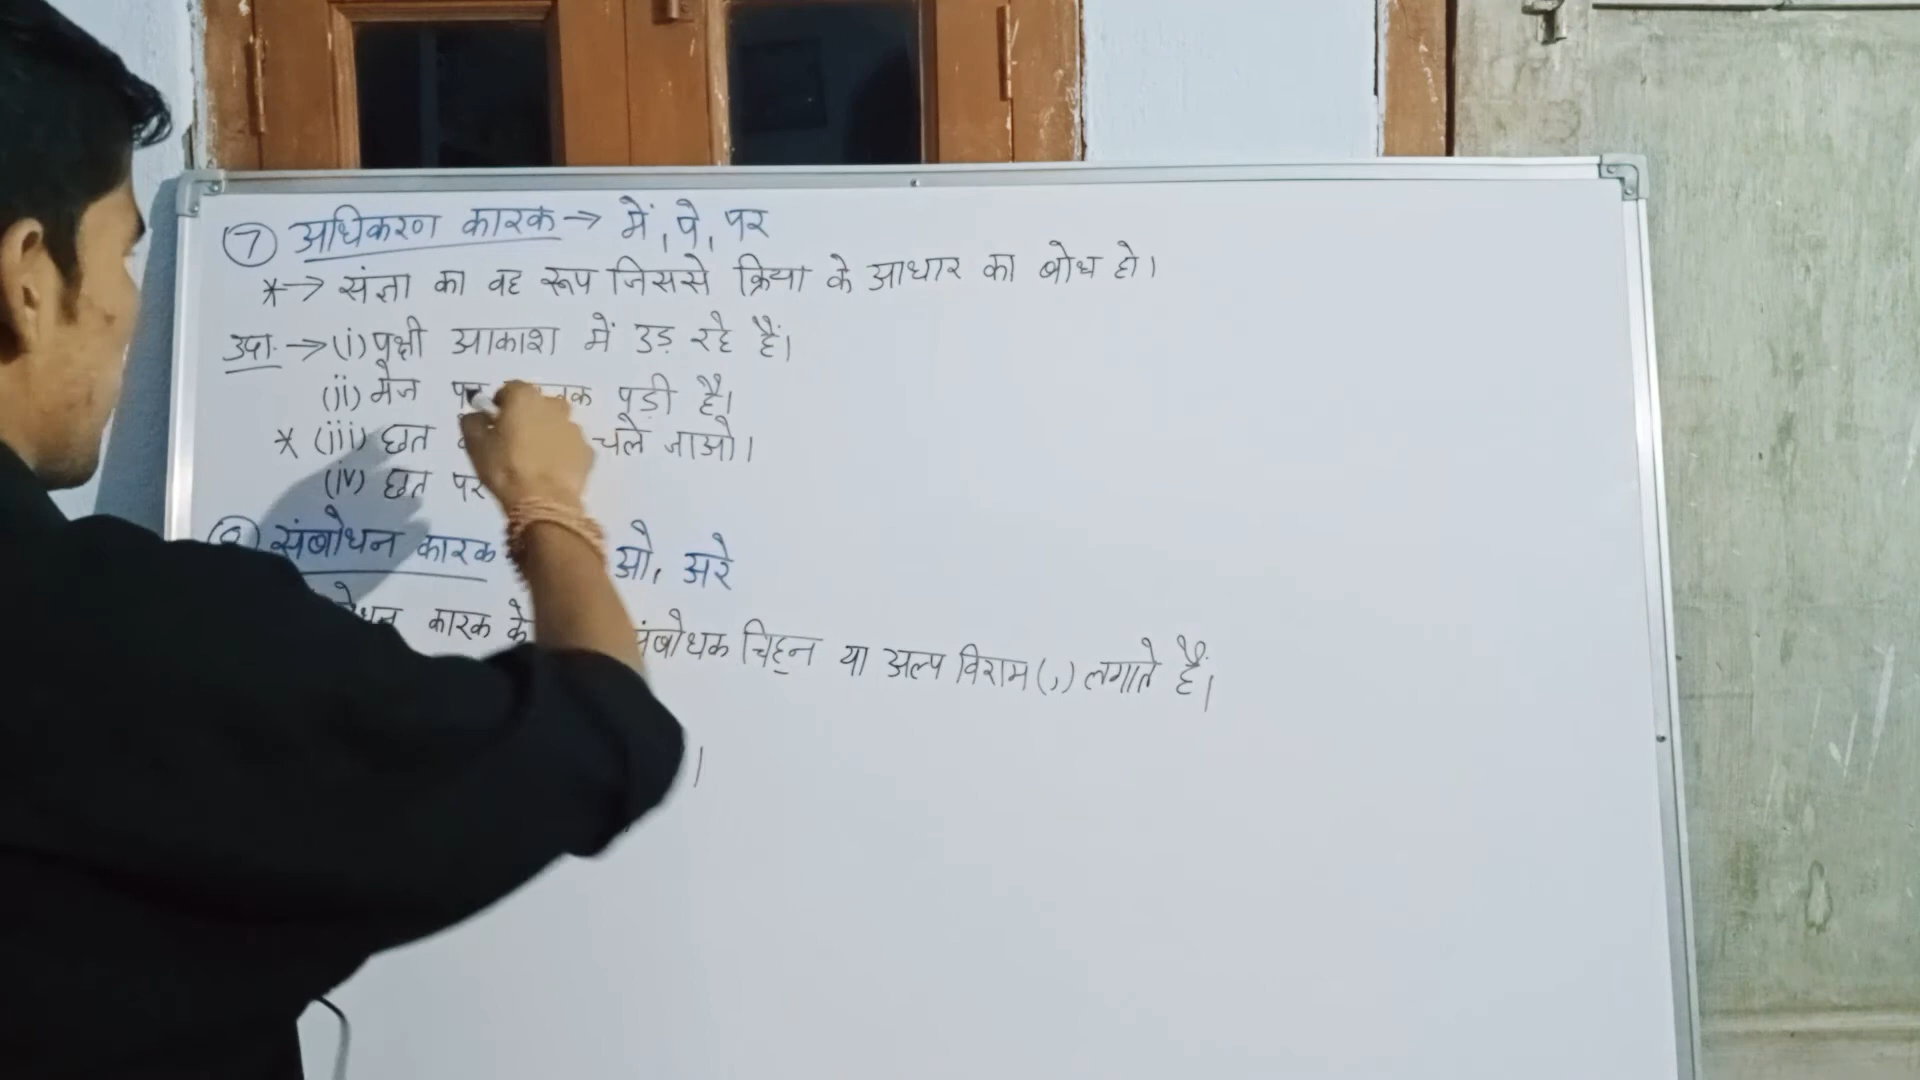 7 अधिकरण कारक → में, पे, पर
* → संज्ञा का वह रूप जिससे क्रिया के आधार का बोध हो।
उदा. → (i) पक्षी आकाश में उड़ रहे हैं।
(ii) मेज पर पड़ी है।
* (iii) छत चले जाओ।
(iv) छत पर
संबोधन कारक ओ, अरे
कारक के संबोधक चिह्न या अल्प विराम (,) लगाते हैं।
।